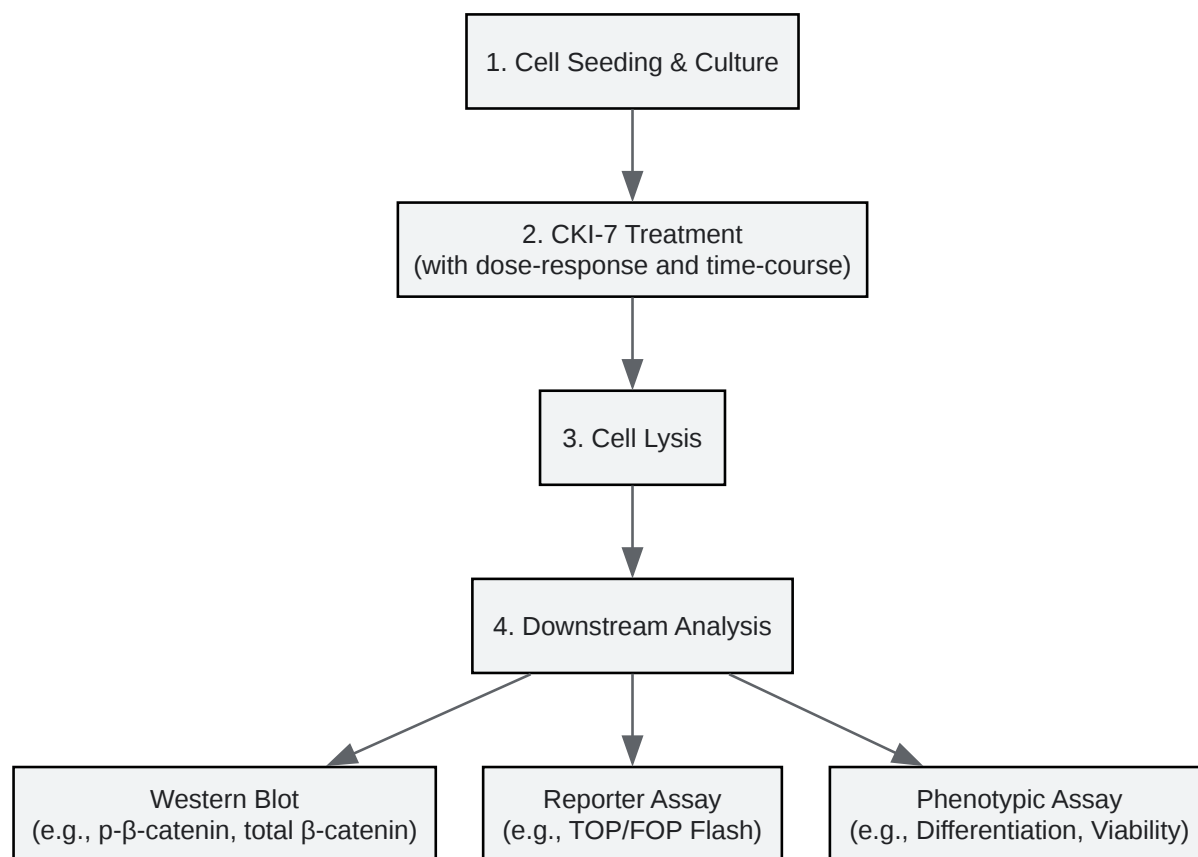 1. Cell Seeding & Culture
2. CKI-7 Treatment
(with dose-response and time-course)
3. Cell Lysis
4. Downstream Analysis
Western Blot
(e.g., p-β-catenin, total β-catenin)
Reporter Assay
(e.g., TOP/FOP Flash)
Phenotypic Assay
(e.g., Differentiation, Viability)